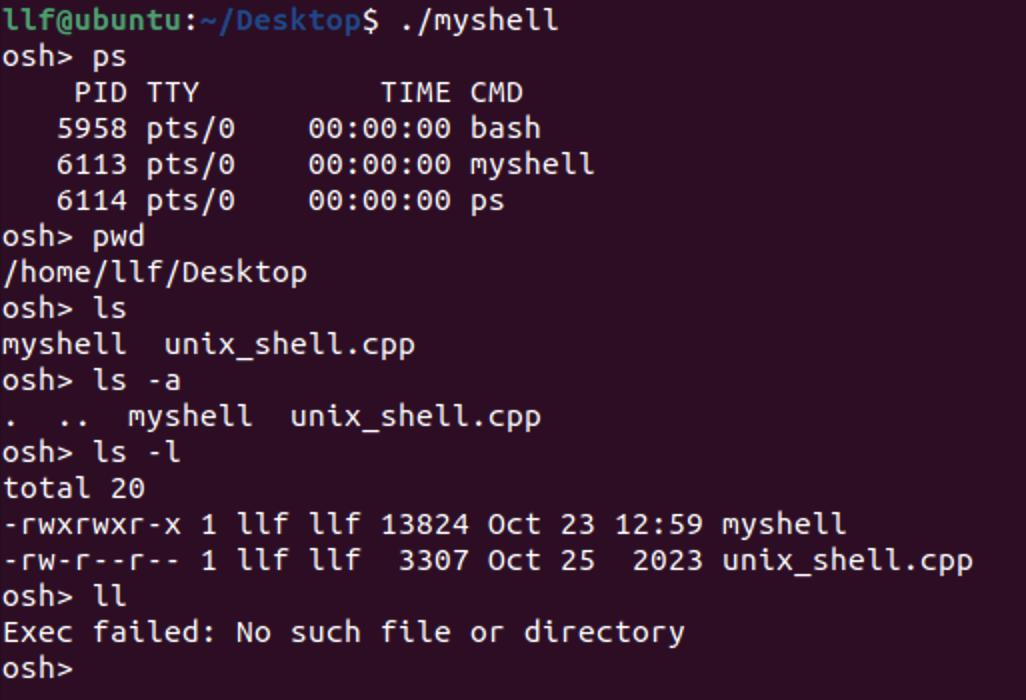 llf@ubuntu:~/Desktop$ ./myshell
osh> ps
    PID TTY          TIME CMD
   5958 pts/0    00:00:00 bash
   6113 pts/0    00:00:00 myshell
   6114 pts/0    00:00:00 ps
osh> pwd
/home/llf/Desktop
osh> ls
myshell  unix_shell.cpp
osh> ls -a
.  ..  myshell  unix_shell.cpp
osh> ls -l
total 20
-rwxrwxr-x 1 llf llf 13824 Oct 23 12:59 myshell
-rw-r--r-- 1 llf llf  3307 Oct 25  2023 unix_shell.cpp
osh> ll
Exec failed: No such file or directory
osh>